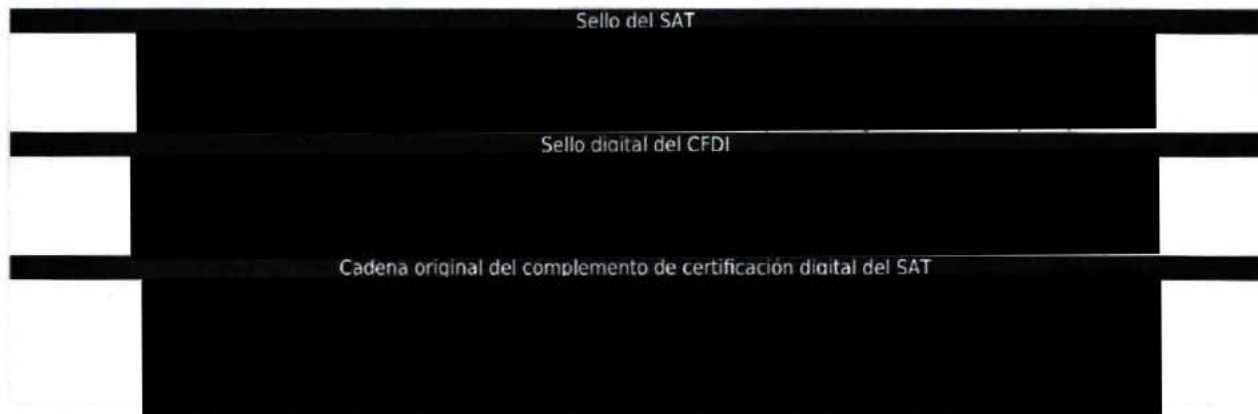 Sello del SAT
Sello digital del CFDI
Cadena original del complemento de certificación digital del SAT